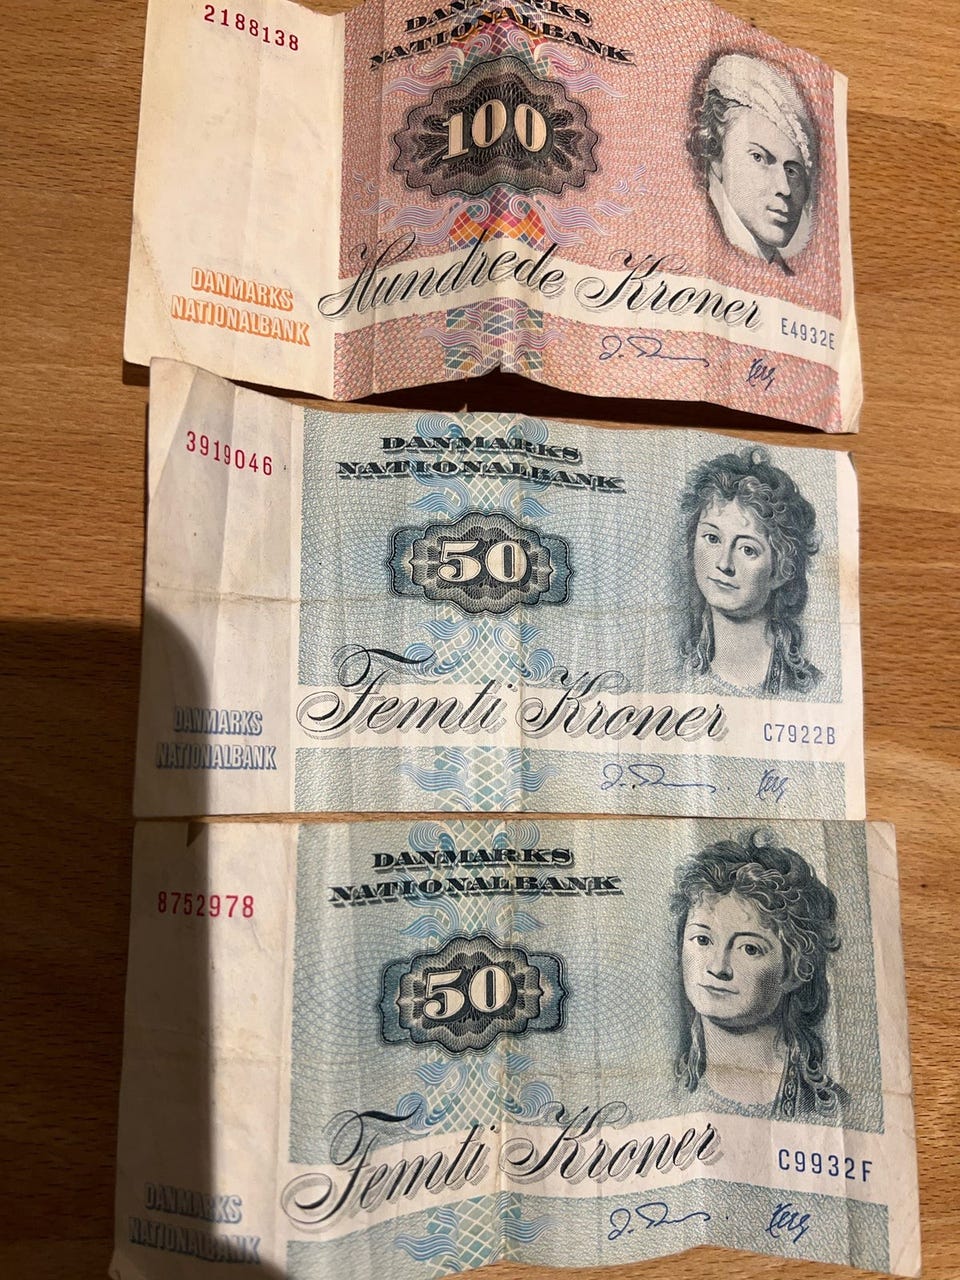 2188138
DANMARKS
NATIONALBANK
100
Hundrede Kroner
E4932E
DANMARKS
NATIONALBANK
3919046
DANMARKS
NATIONALBANK
50
Femti Kroner
C7922B
DANMARKS
NATIONALBANK
8752978
DANMARKS
NATIONALBANK
50
Femti Kroner
C9932F
DANMARKS
NATIONALBANK